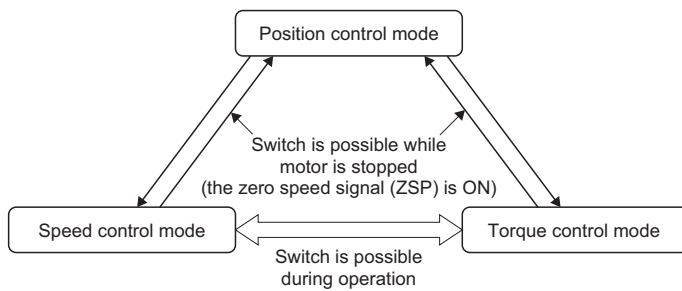 Position control mode
Switch is possible while
motor is stopped
(the zero speed signal (ZSP) is ON)
Speed control mode
Torque control mode
Switch is possible
during operation